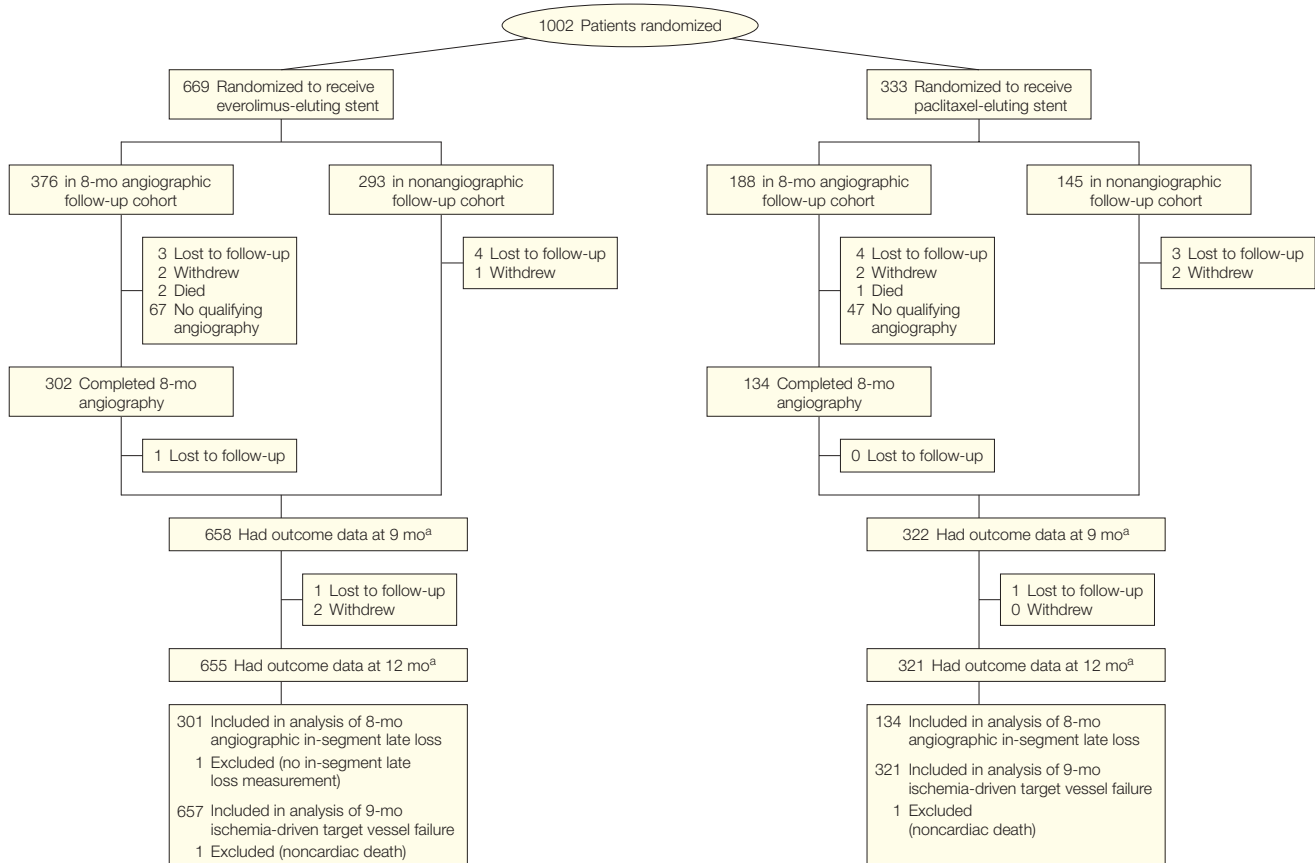 1002 Patients randomized
669 Randomized to receive
everolimus-eluting stent
376 in 8-mo angiographic
follow-up cohort
293 in nonangiographic
follow-up cohort
3 Lost to follow-up
2 Withdrew
2 Died
67 No qualifying
angiography
4 Lost to follow-up
1 Withdrew
302 Completed 8-mo
angiography
1 Lost to follow-up
658 Had outcome data at 9 moᵃ
1 Lost to follow-up
2 Withdrew
655 Had outcome data at 12 moᵃ
301 Included in analysis of 8-mo
angiographic in-segment late loss
1 Excluded (no in-segment late
loss measurement)
657 Included in analysis of 9-mo
ischemia-driven target vessel failure
1 Excluded (noncardiac death)
333 Randomized to receive
paclitaxel-eluting stent
188 in 8-mo angiographic
follow-up cohort
145 in nonangiographic
follow-up cohort
4 Lost to follow-up
2 Withdrew
1 Died
47 No qualifying
angiography
3 Lost to follow-up
2 Withdrew
134 Completed 8-mo
angiography
0 Lost to follow-up
322 Had outcome data at 9 moᵃ
1 Lost to follow-up
0 Withdrew
321 Had outcome data at 12 moᵃ
134 Included in analysis of 8-mo
angiographic in-segment late loss
321 Included in analysis of 9-mo
ischemia-driven target vessel failure
1 Excluded
(noncardiac death)